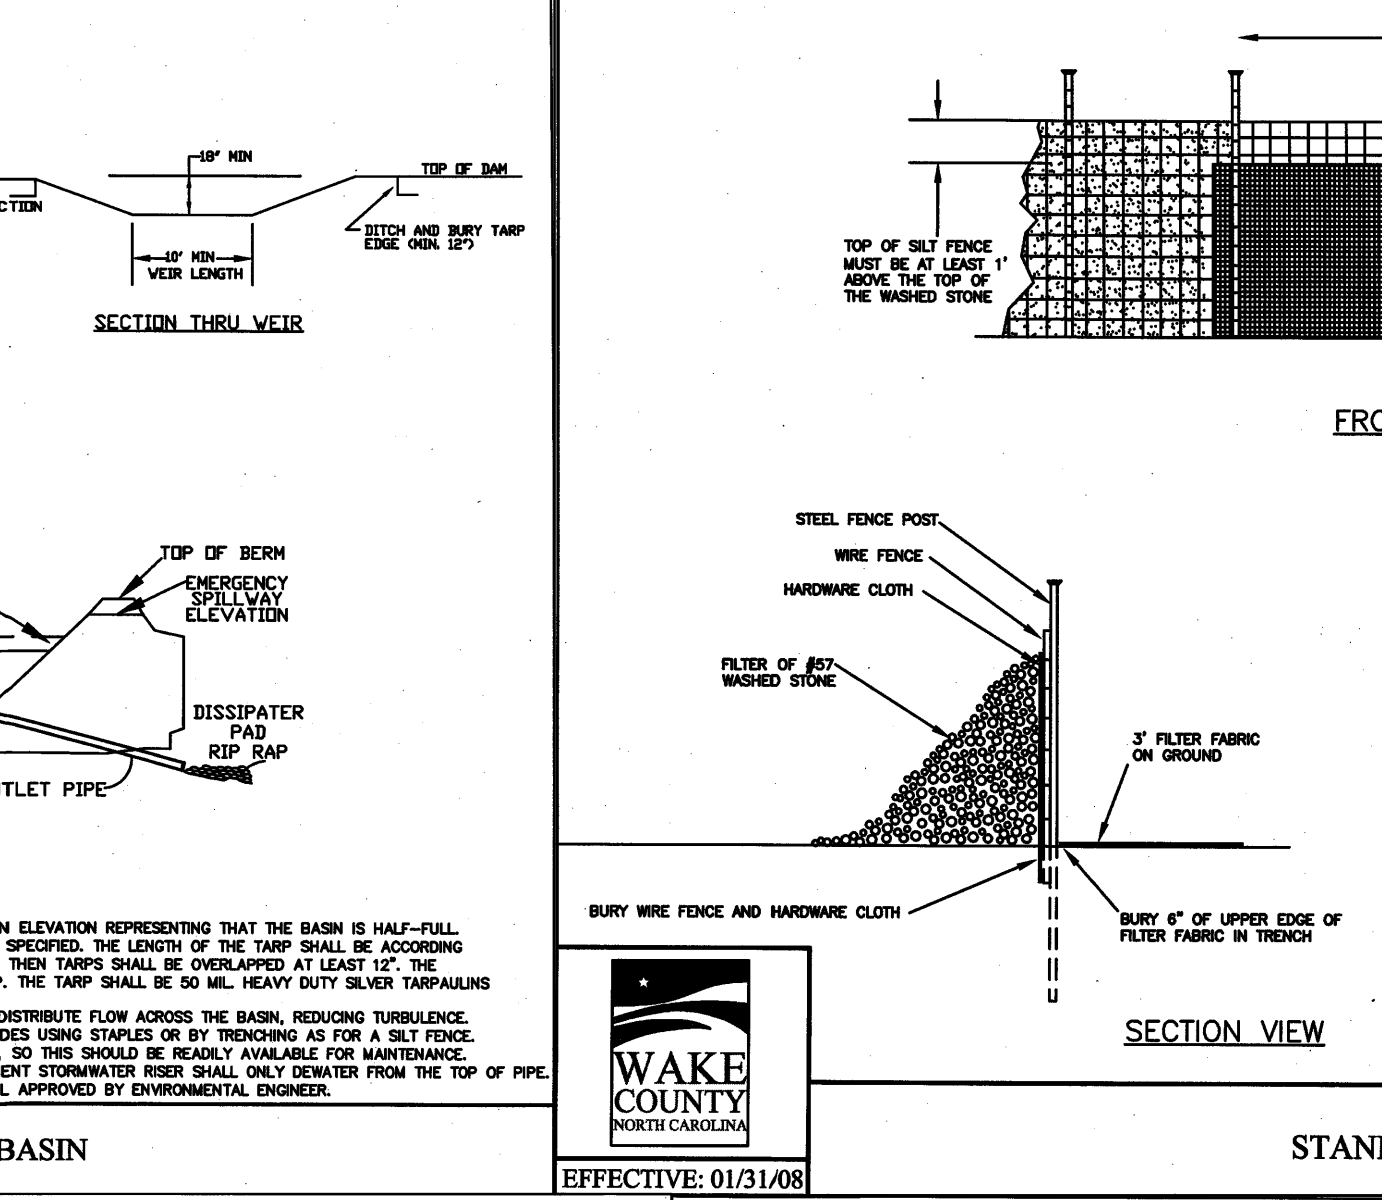 18" MIN
TOP OF DAM
CTION
DITCH AND BURY TARP
EDGE (MIN. 12")
10' MIN
WEIR LENGTH
SECTION THRU WEIR
TOP OF BERM
EMERGENCY
SPILLWAY
ELEVATION
DISSIPATER
PAD
RIP RAP
TLET PIPE
N ELEVATION REPRESENTING THAT THE BASIN IS HALF-FULL.
SPECIFIED. THE LENGTH OF THE TARP SHALL BE ACCORDING
THEN TARPS SHALL BE OVERLAPPED AT LEAST 12". THE
P. THE TARP SHALL BE 50 MIL. HEAVY DUTY SILVER TARPAULINS
DISTRIBUTE FLOW ACROSS THE BASIN, REDUCING TURBULENCE.
DES USING STAPLES OR BY TRENCHING AS FOR A SILT FENCE.
, SO THIS SHOULD BE READILY AVAILABLE FOR MAINTENANCE.
ENT STORMWATER RISER SHALL ONLY DEWATER FROM THE TOP OF PIPE.
L APPROVED BY ENVIRONMENTAL ENGINEER.
BASIN
TOP OF SILT FENCE
MUST BE AT LEAST 1'
ABOVE THE TOP OF
THE WASHED STONE
FRO
STEEL FENCE POST
WIRE FENCE
HARDWARE CLOTH
FILTER OF #57
WASHED STONE
3' FILTER FABRIC
ON GROUND
BURY WIRE FENCE AND HARDWARE CLOTH
BURY 6" OF UPPER EDGE OF
FILTER FABRIC IN TRENCH
SECTION VIEW
WAKE
COUNTY
NORTH CAROLINA
EFFECTIVE: 01/31/08
STAN